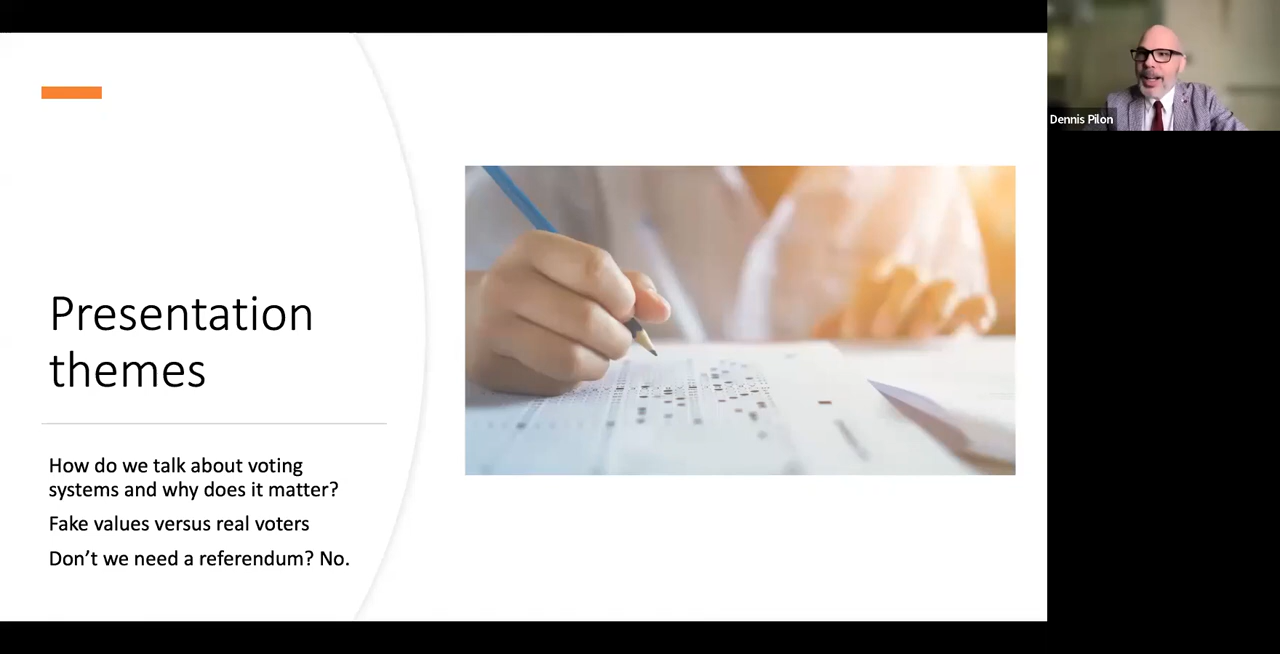 Presentation
themes
How do we talk about voting
systems and why does it matter?
Fake values versus real voters
Don’t we need a referendum? No.
Dennis Pilon